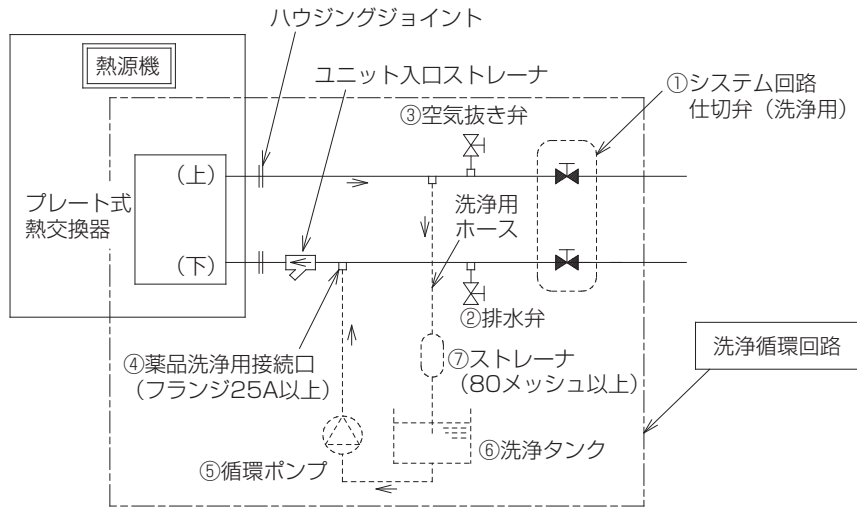 ハウジングジョイント
熱源機
ユニット入口ストレーナ
①システム回路
仕切弁（洗浄用）
③空気抜き弁
（上）
プレート式
熱交換器
洗浄用
ホース
（下）
②排水弁
④薬品洗浄用接続口
（フランジ25A以上）
⑦ストレーナ
（80メッシュ以上）
洗浄循環回路
⑥洗浄タンク
⑤循環ポンプ